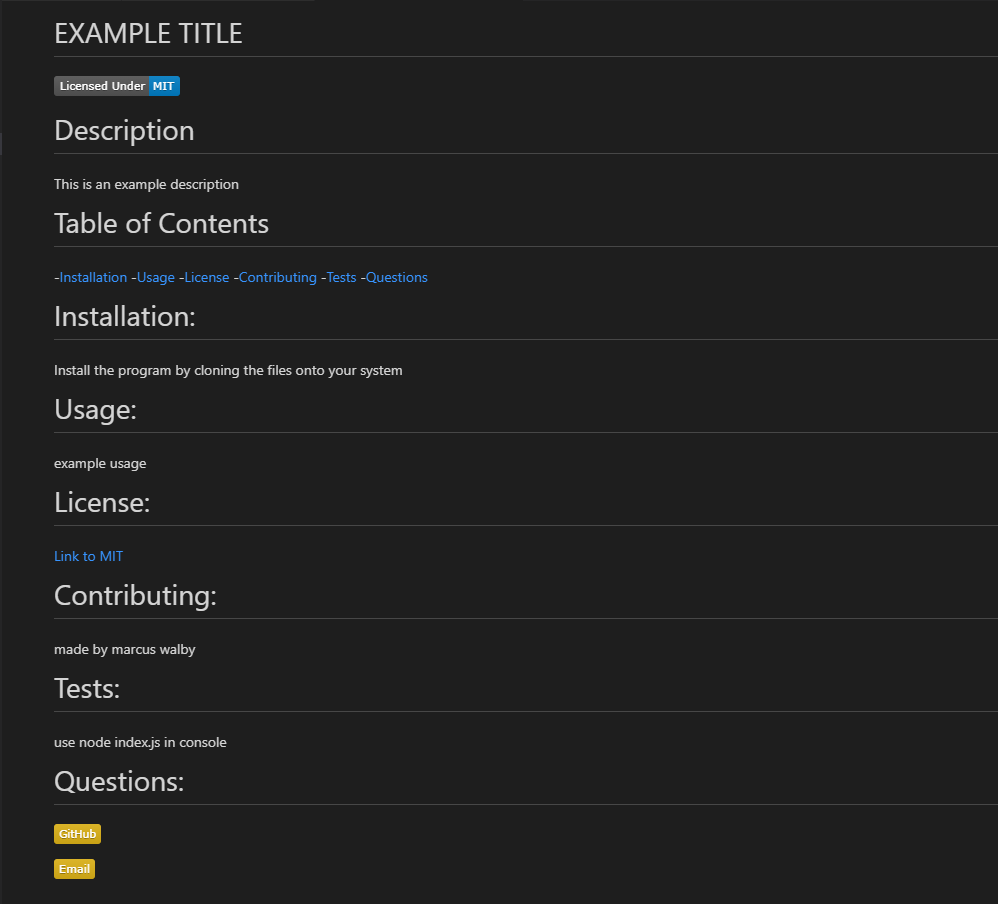 EXAMPLE TITLE
Licensed Under MIT
Description
This is an example description
Table of Contents
-Installation -Usage -License -Contributing -Tests -Questions
Installation:
Install the program by cloning the files onto your system
Usage:
example usage
License:
Link to MIT
Contributing:
made by marcus walby
Tests:
use node index.js in console
Questions:
GitHub
Email